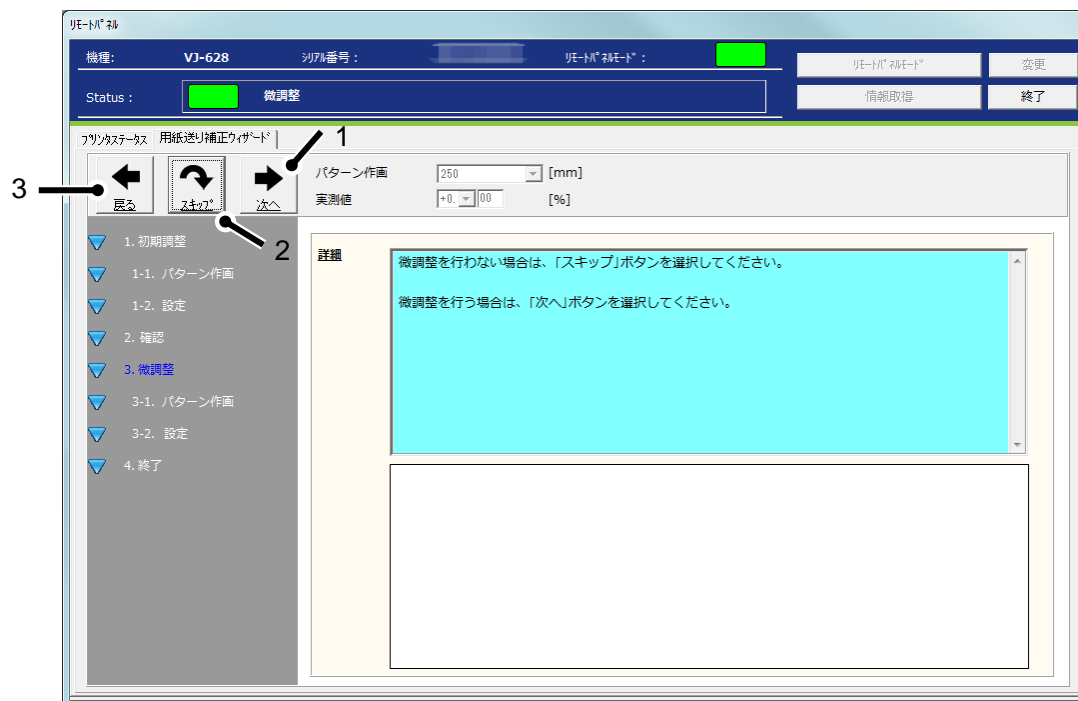 ﾘﾓｰﾄﾊﾟﾈﾙ
機種: VJ-628 ｼﾘｱﾙ番号： ﾘﾓｰﾄﾊﾟﾈﾙﾓｰﾄﾞ：
ﾘﾓｰﾄﾊﾟﾈﾙﾓｰﾄﾞ 変更
Status： 微調整
情報取得 終了
ﾌﾟﾘﾝﾀｽﾃｰﾀｽ 用紙送り補正ｳｨｻﾞｰﾄﾞ
1
3
戻る ｽｷｯﾌﾟ 次へ
2
パターン作画 250 [mm]
実測値 +0. 00 [%]
1. 初期調整
1-1. パターン作画
1-2. 設定
2. 確認
3. 微調整
3-1. パターン作画
3-2. 設定
4. 終了
詳細
微調整を行わない場合は、「スキップ」ボタンを選択してください。
微調整を行う場合は、「次へ」ボタンを選択してください。